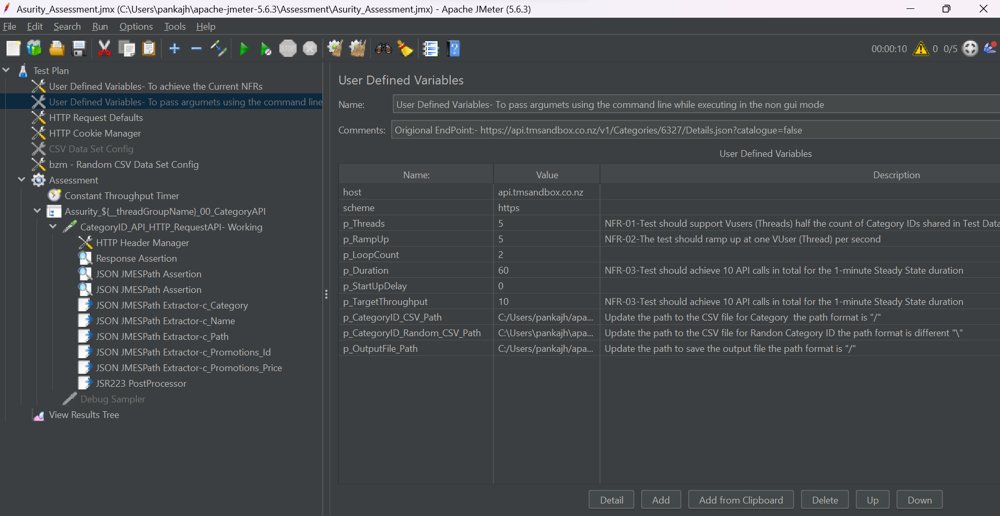 Asurity_Assessment.jmx (C:\Users\pankajh\apache-jmeter-5.6.3\Assessment\Asurity_Assessment.jmx) - Apache JMeter (5.6.3)
File Edit Search Run Options Tools Help
STOP 00:00:10 0 0/5
Test Plan
User Defined Variables- To achieve the Current NFRs
User Defined Variables- To pass argumets using the command line
HTTP Request Defaults
HTTP Cookie Manager
CSV Data Set Config
bzm - Random CSV Data Set Config
Assessment
Constant Throughput Timer
Assurity_${__threadGroupName}_00_CategoryAPI
CategoryID_API_HTTP_RequestAPI- Working
HTTP Header Manager
Response Assertion
JSON JMESPath Assertion
JSON JMESPath Assertion
JSON JMESPath Extractor-c_Category
JSON JMESPath Extractor-c_Name
JSON JMESPath Extractor-c_Path
JSON JMESPath Extractor-c_Promotions_Id
JSON JMESPath Extractor-c_Promotions_Price
JSR223 PostProcessor
Debug Sampler
View Results Tree
User Defined Variables
Name: User Defined Variables- To pass argumets using the command line while executing in the non gui mode
Comments: Origional EndPoint:- https://api.tmsandbox.co.nz/v1/Categories/6327/Details.json?catalogue=false
User Defined Variables
Name: Value Description
host api.tmsandbox.co.nz
scheme https
p_Threads 5 NFR-01-Test should support Vusers (Threads) half the count of Category IDs shared in Test Data
p_RampUp 5 NFR-02-The test should ramp up at one VUser (Thread) per second
p_LoopCount 2
p_Duration 60 NFR-03-Test should achieve 10 API calls in total for the 1-minute Steady State duration
p_StartUpDelay 0
p_TargetThroughput 10 NFR-03-Test should achieve 10 API calls in total for the 1-minute Steady State duration
p_CategoryID_CSV_Path C:/Users/pankajh/apa... Update the path to the CSV file for Category  the path format is "/"
p_CategoryID_Random_CSV_Path C:\Users\pankajh\apa... Update the path to the CSV file for Randon Category ID the path format is different "\"
p_OutputFile_Path C:/Users/pankajh/apa... Update the path to save the output file the path format is "/"
Detail Add Add from Clipboard Delete Up Down